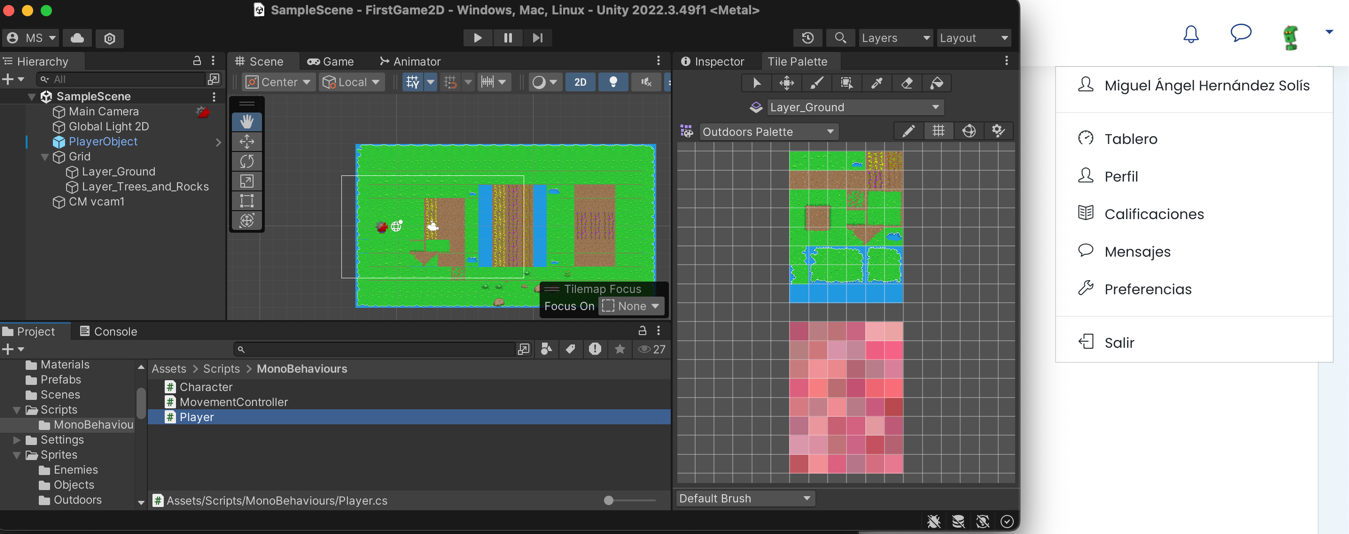 SampleScene - FirstGame2D - Windows, Mac, Linux - Unity 2022.3.49f1 <Metal>
MS
Layers
Layout
Hierarchy
All
SampleScene
Main Camera
Global Light 2D
PlayerObject
Grid
Layer_Ground
Layer_Trees_and_Rocks
CM vcam1
Scene
Game
Animator
Center
Local
2D
Tilemap Focus
Focus On
None
Inspector
Tile Palette
Layer_Ground
Outdoors Palette
Default Brush
Project
Console
27
Materials
Prefabs
Scenes
Scripts
MonoBehaviou
Settings
Sprites
Enemies
Objects
Outdoors
Assets > Scripts > MonoBehaviours
Character
MovementController
Player
Assets/Scripts/MonoBehaviours/Player.cs
Miguel Ángel Hernández Solís
Tablero
Perfil
Calificaciones
Mensajes
Preferencias
Salir